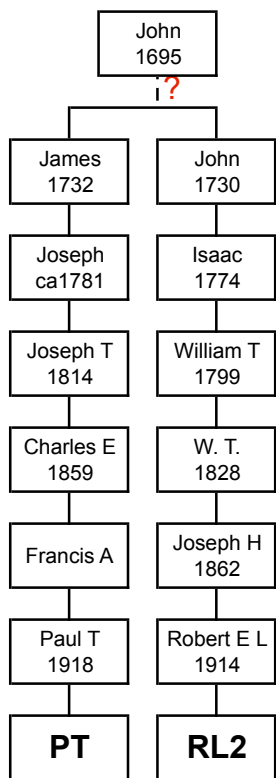 John
1695
?
James
1732
John
1730
Joseph
ca1781
Isaac
1774
Joseph T
1814
William T
1799
Charles E
1859
W. T.
1828
Francis A
Joseph H
1862
Paul T
1918
Robert E L
1914
PT
RL2